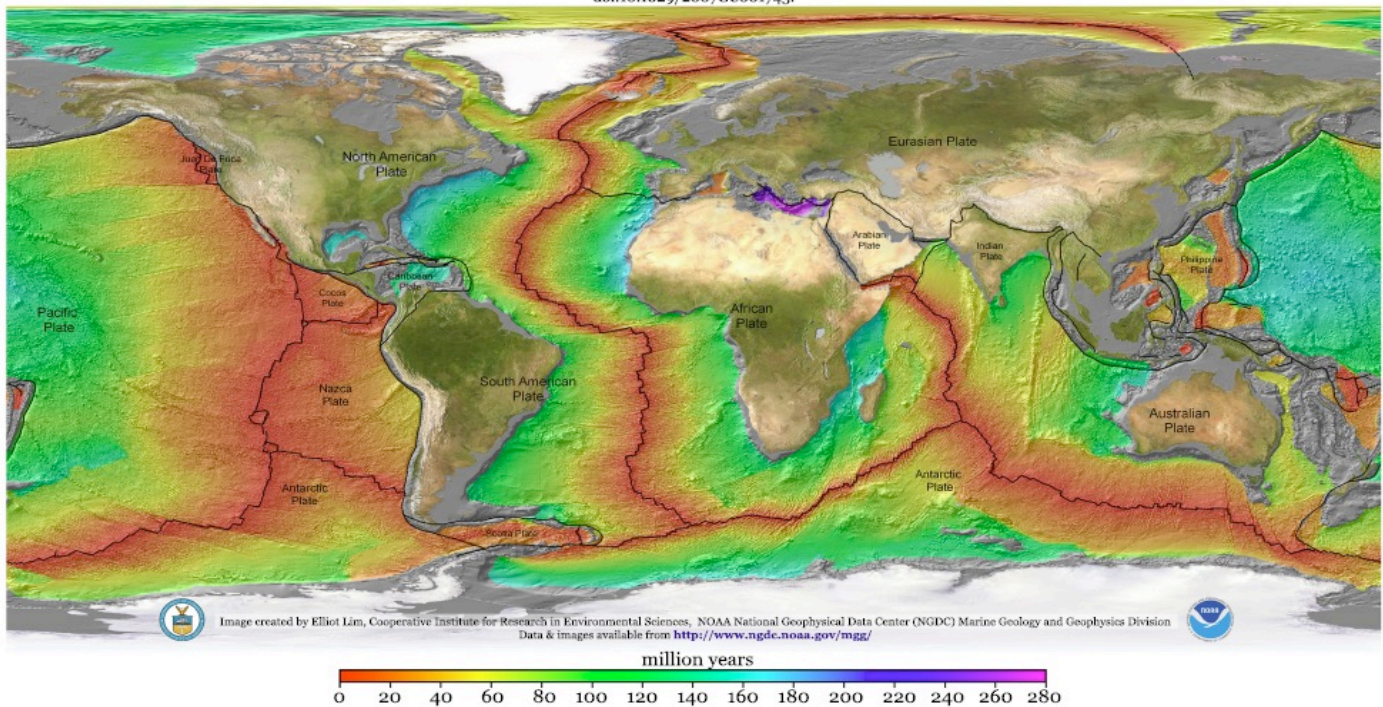 North American
Plate
Eurasian Plate
Juan De Fuca
Plate
Arabian
Plate
Indian
Plate
Philippine
Plate
Caribbean
Plate
Cocos
Plate
African
Plate
Pacific
Plate
Nazca
Plate
South American
Plate
Australian
Plate
Antarctic
Plate
Antarctic
Plate
Scotia Plate
noaa
Image created by Elliot Lim, Cooperative Institute for Research in Environmental Sciences, NOAA National Geophysical Data Center (NGDC) Marine Geology and Geophysics Division
Data & images available from http://www.ngdc.noaa.gov/mgg/
million years
0 20 40 60 80 100 120 140 160 180 200 220 240 260 280